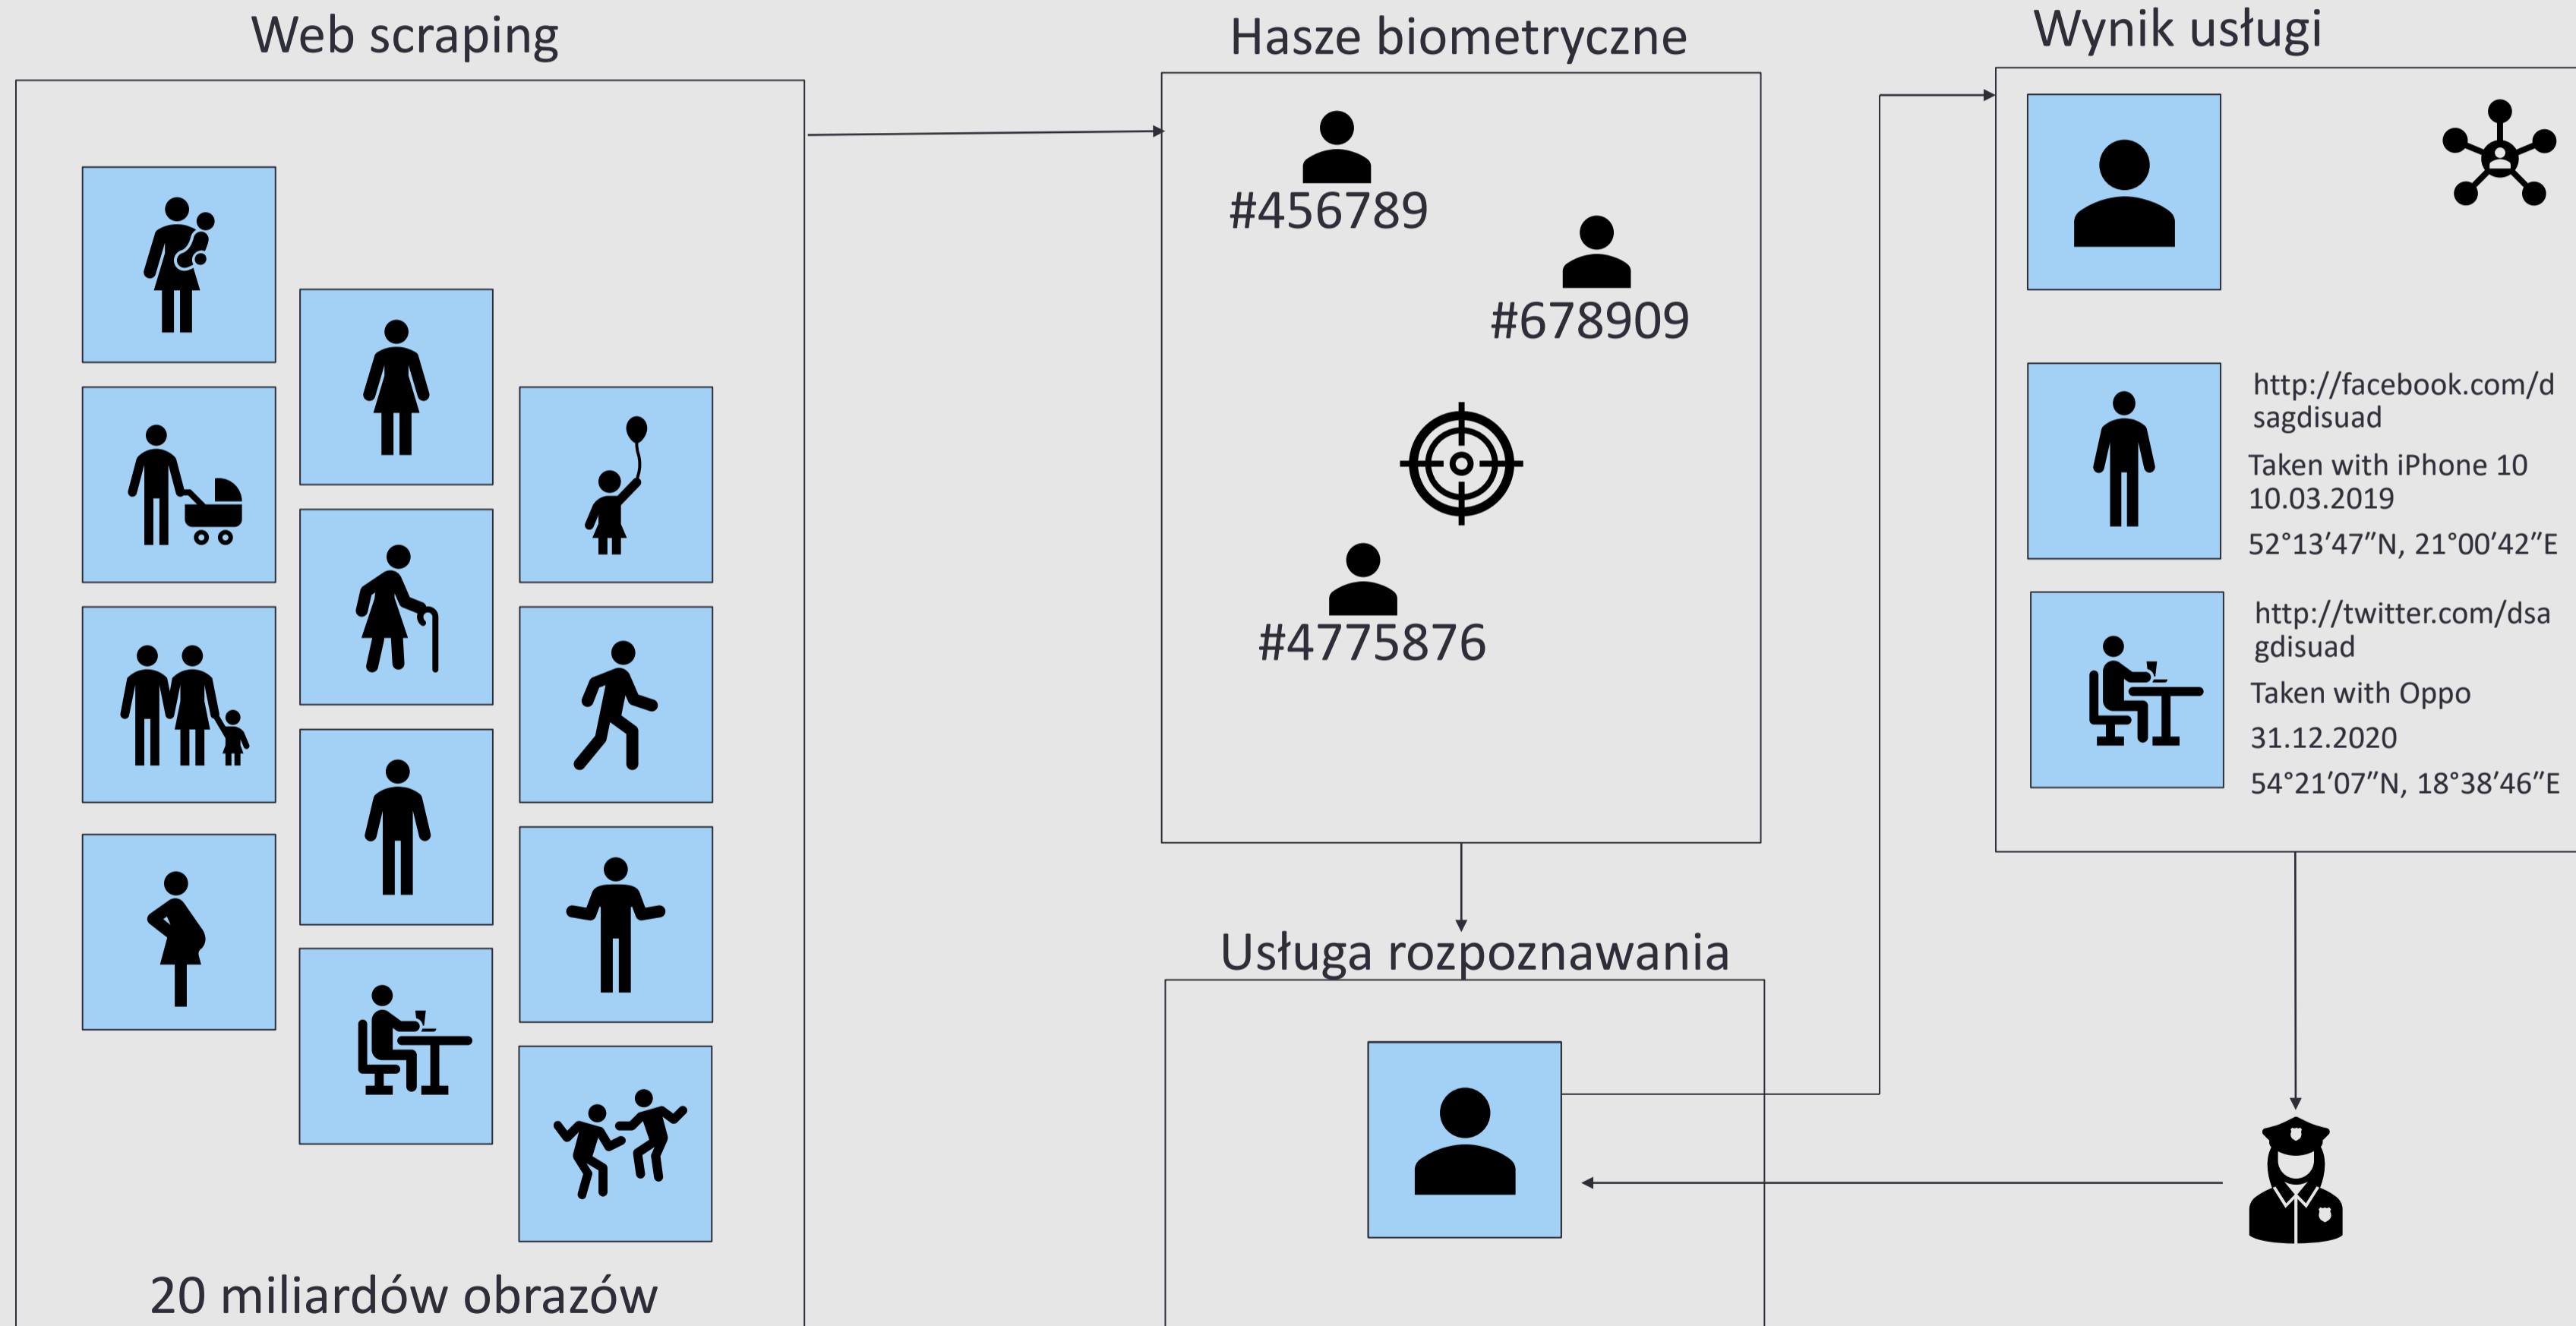 Web scraping
20 miliardów obrazów
Hasze biometryczne
#456789
#678909
#4775876
Usługa rozpoznawania
Wynik usługi
http://facebook.com/d
sagdisuad
Taken with iPhone 10
10.03.2019
52°13′47″N, 21°00′42″E
http://twitter.com/dsa
gdisuad
Taken with Oppo
31.12.2020
54°21′07″N, 18°38′46″E